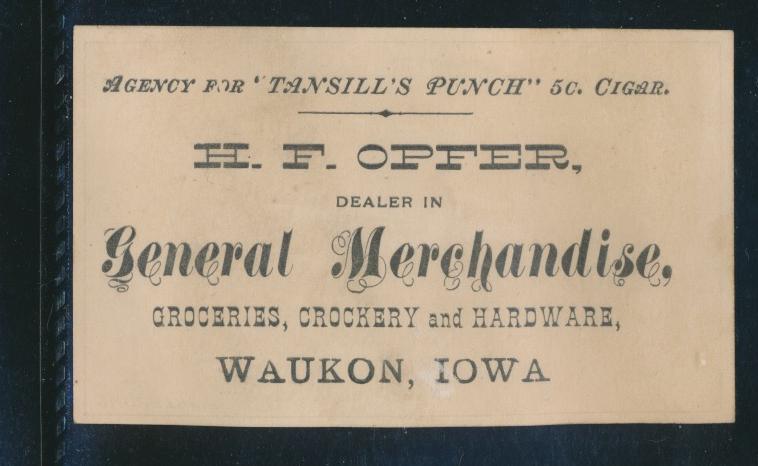 AGENCY FOR "TANSILL'S PUNCH" 5C. CIGAR.
H. F. OPFER,
DEALER IN
General Merchandise,
GROCERIES, CROCKERY and HARDWARE,
WAUKON, IOWA